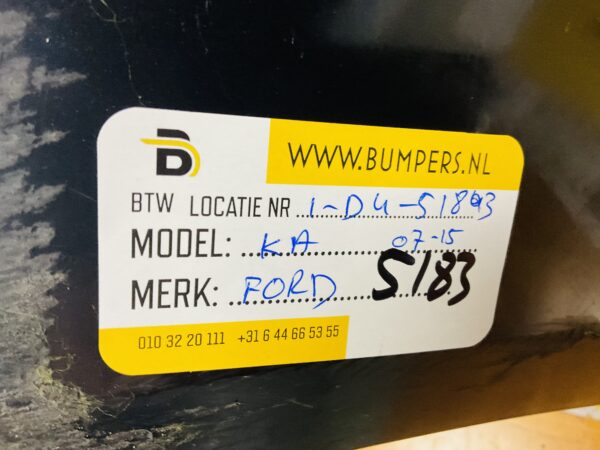 WWW.BUMPERS.NL
BTW LOCATIE NR 1-D4-5183
MODEL: KA 07-15
MERK: FORD 5183
010 32 20 111 +31 6 44 66 53 55